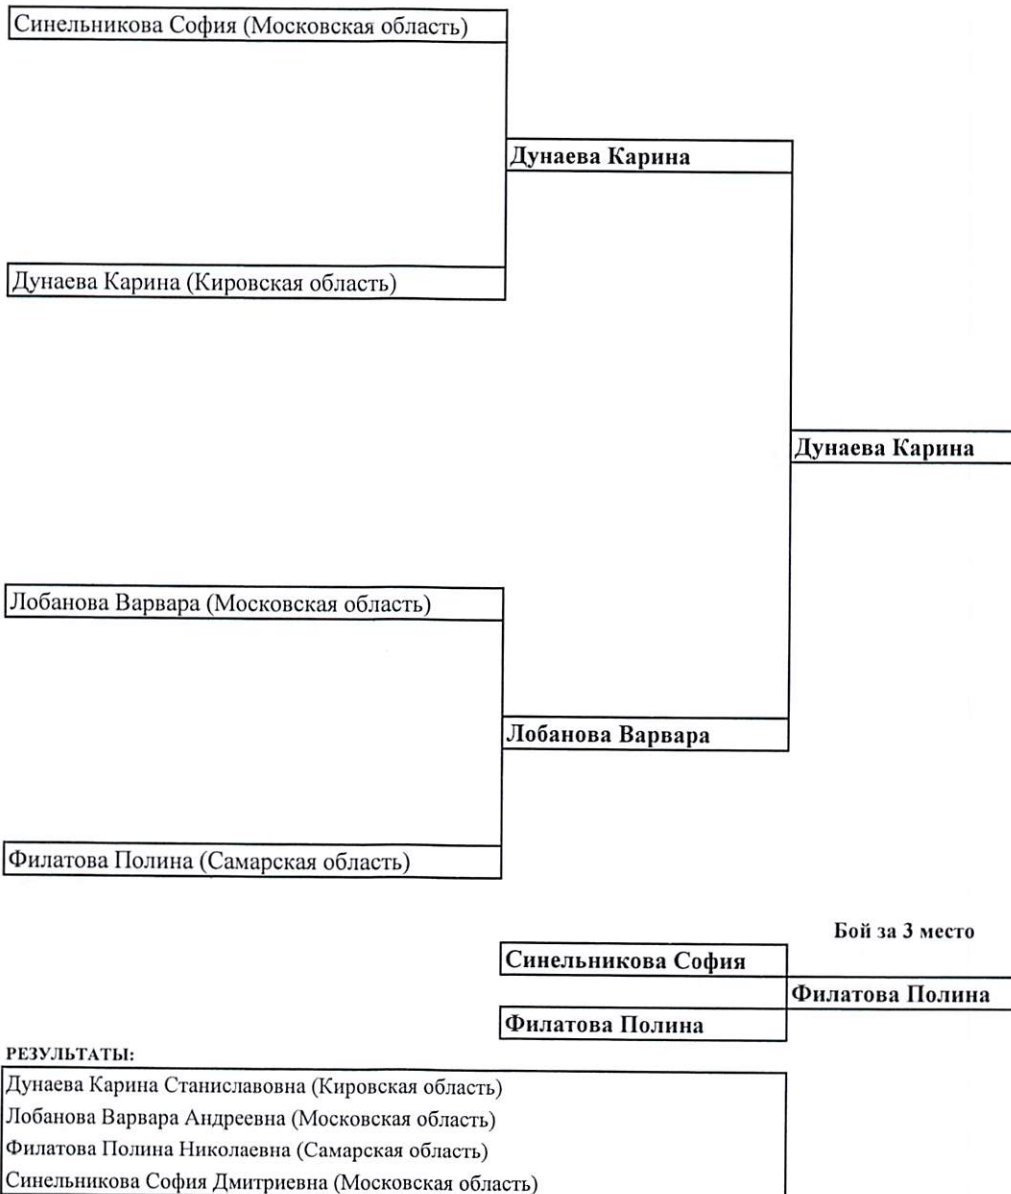 Синельникова София (Московская область)
Дунаева Карина
Дунаева Карина (Кировская область)
Дунаева Карина
Лобанова Варвара (Московская область)
Лобанова Варвара
Филатова Полина (Самарская область)
Бой за 3 место
Синельникова София
Филатова Полина
Филатова Полина
РЕЗУЛЬТАТЫ:
Дунаева Карина Станиславовна (Кировская область)
Лобанова Варвара Андреевна (Московская область)
Филатова Полина Николаевна (Самарская область)
Синельникова София Дмитриевна (Московская область)